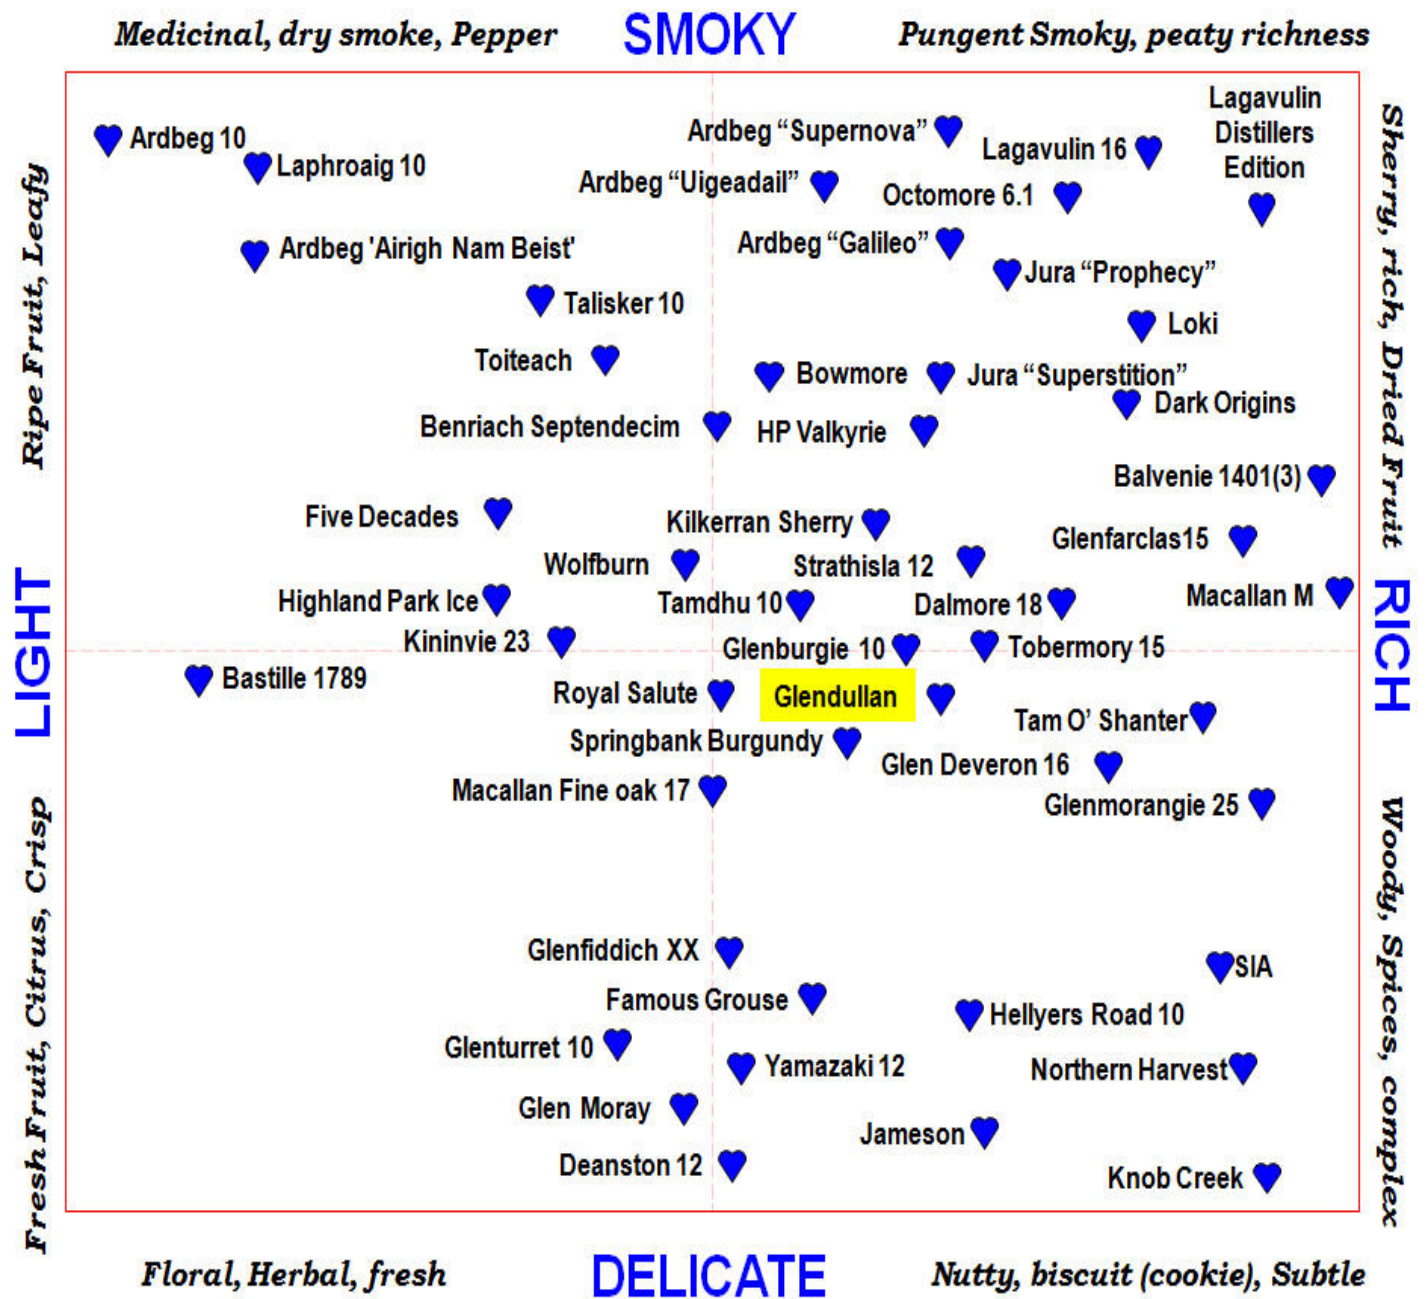 Medicinal, dry smoke, Pepper
SMOKY
Pungent Smoky, peaty richness
Ripe Fruit, Leafy
LIGHT
Fresh Fruit, Citrus, Crisp
Sherry, rich, Dried Fruit
RICH
Woody, Spices, complex
Ardbeg 10
Laphroaig 10
Ardbeg “Supernova”
Lagavulin 16
Lagavulin
Distillers
Edition
Ardbeg “Uigeadail”
Octomore 6.1
Ardbeg 'Airigh Nam Beist'
Ardbeg “Galileo”
Jura “Prophecy”
Talisker 10
Loki
Toiteach
Bowmore
Jura “Superstition”
Dark Origins
Benriach Septendecim
HP Valkyrie
Balvenie 1401(3)
Five Decades
Kilkerran Sherry
Glenfarclas15
Wolfburn
Strathisla 12
Highland Park Ice
Tamdhu 10
Dalmore 18
Macallan M
Kininvie 23
Glenburgie 10
Tobermory 15
Bastille 1789
Royal Salute
Glendullan
Tam O’ Shanter
Springbank Burgundy
Glen Deveron 16
Macallan Fine oak 17
Glenmorangie 25
Glenfiddich XX
SIA
Famous Grouse
Hellyers Road 10
Glenturret 10
Yamazaki 12
Northern Harvest
Glen Moray
Jameson
Deanston 12
Knob Creek
Floral, Herbal, fresh
DELICATE
Nutty, biscuit (cookie), Subtle